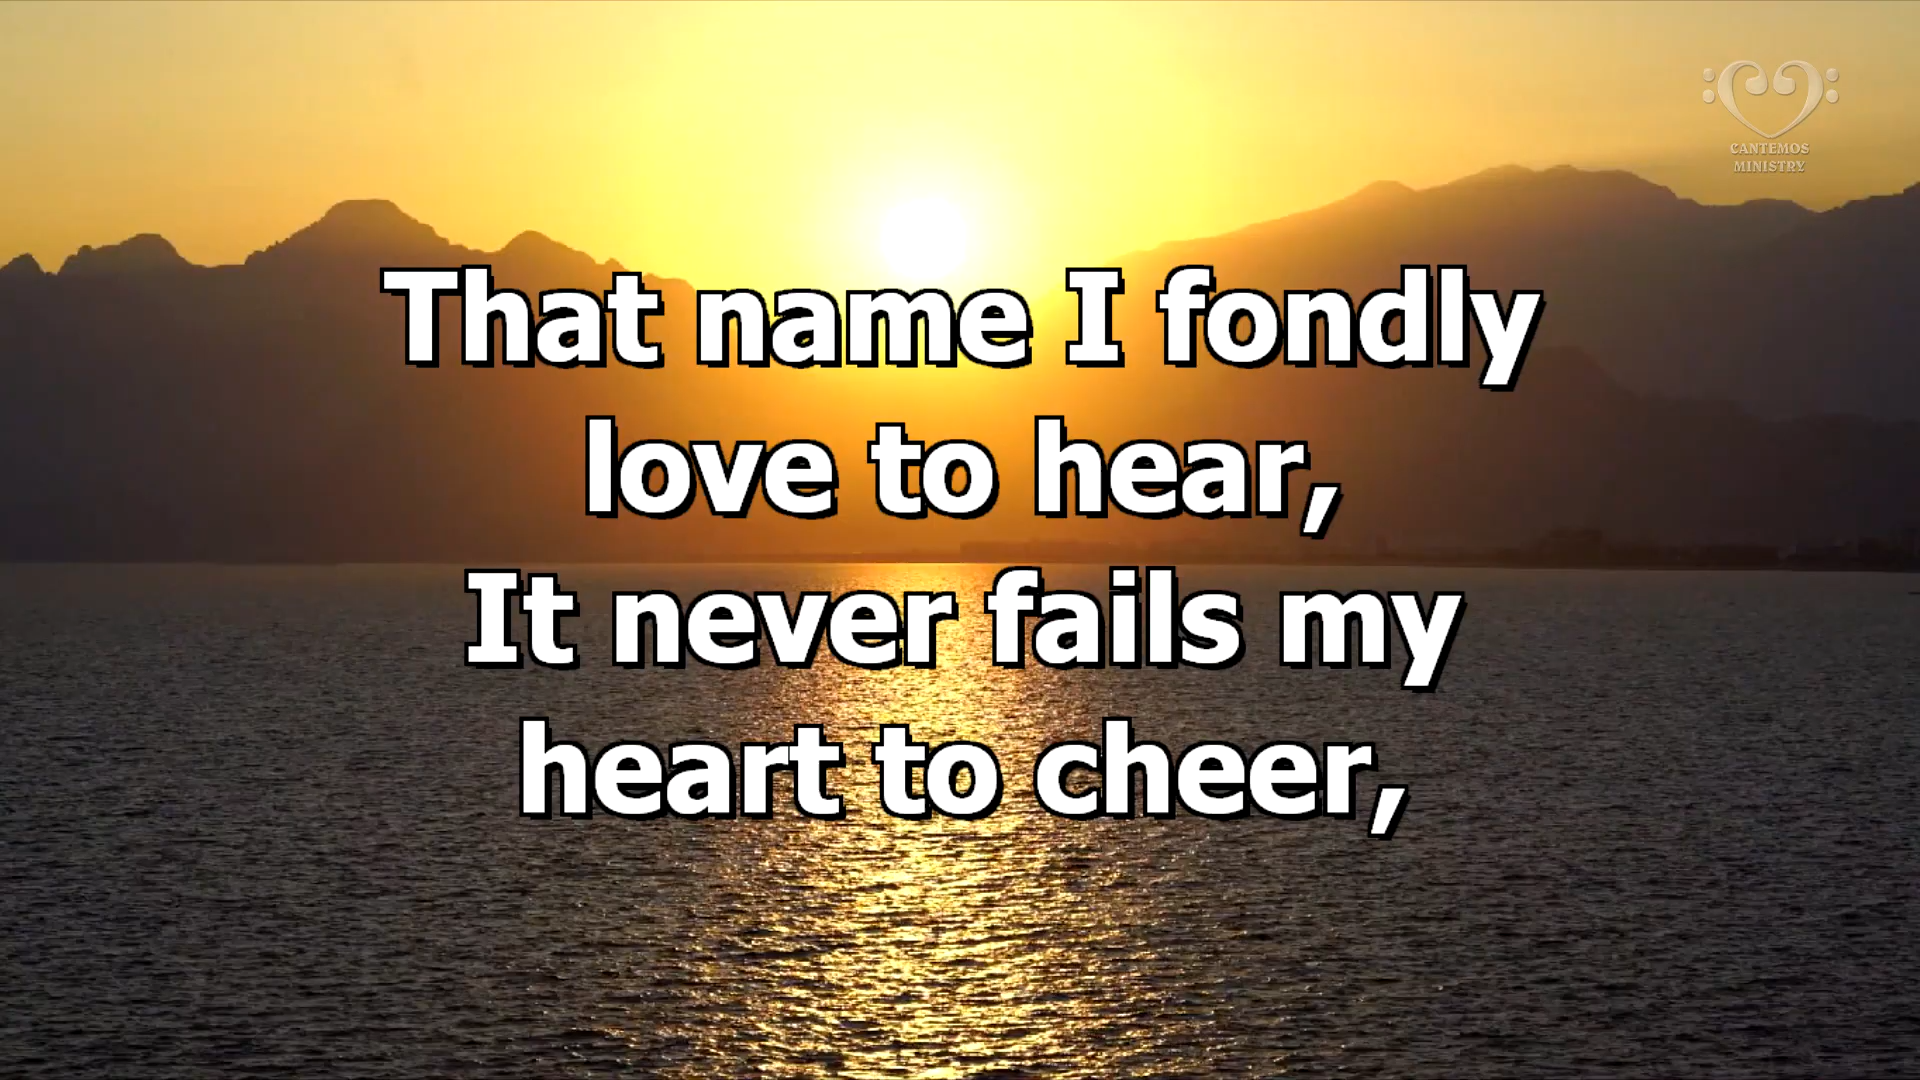 CANTEMOS
MINISTRY
That name I fondly
love to hear,
It never fails my
heart to cheer,